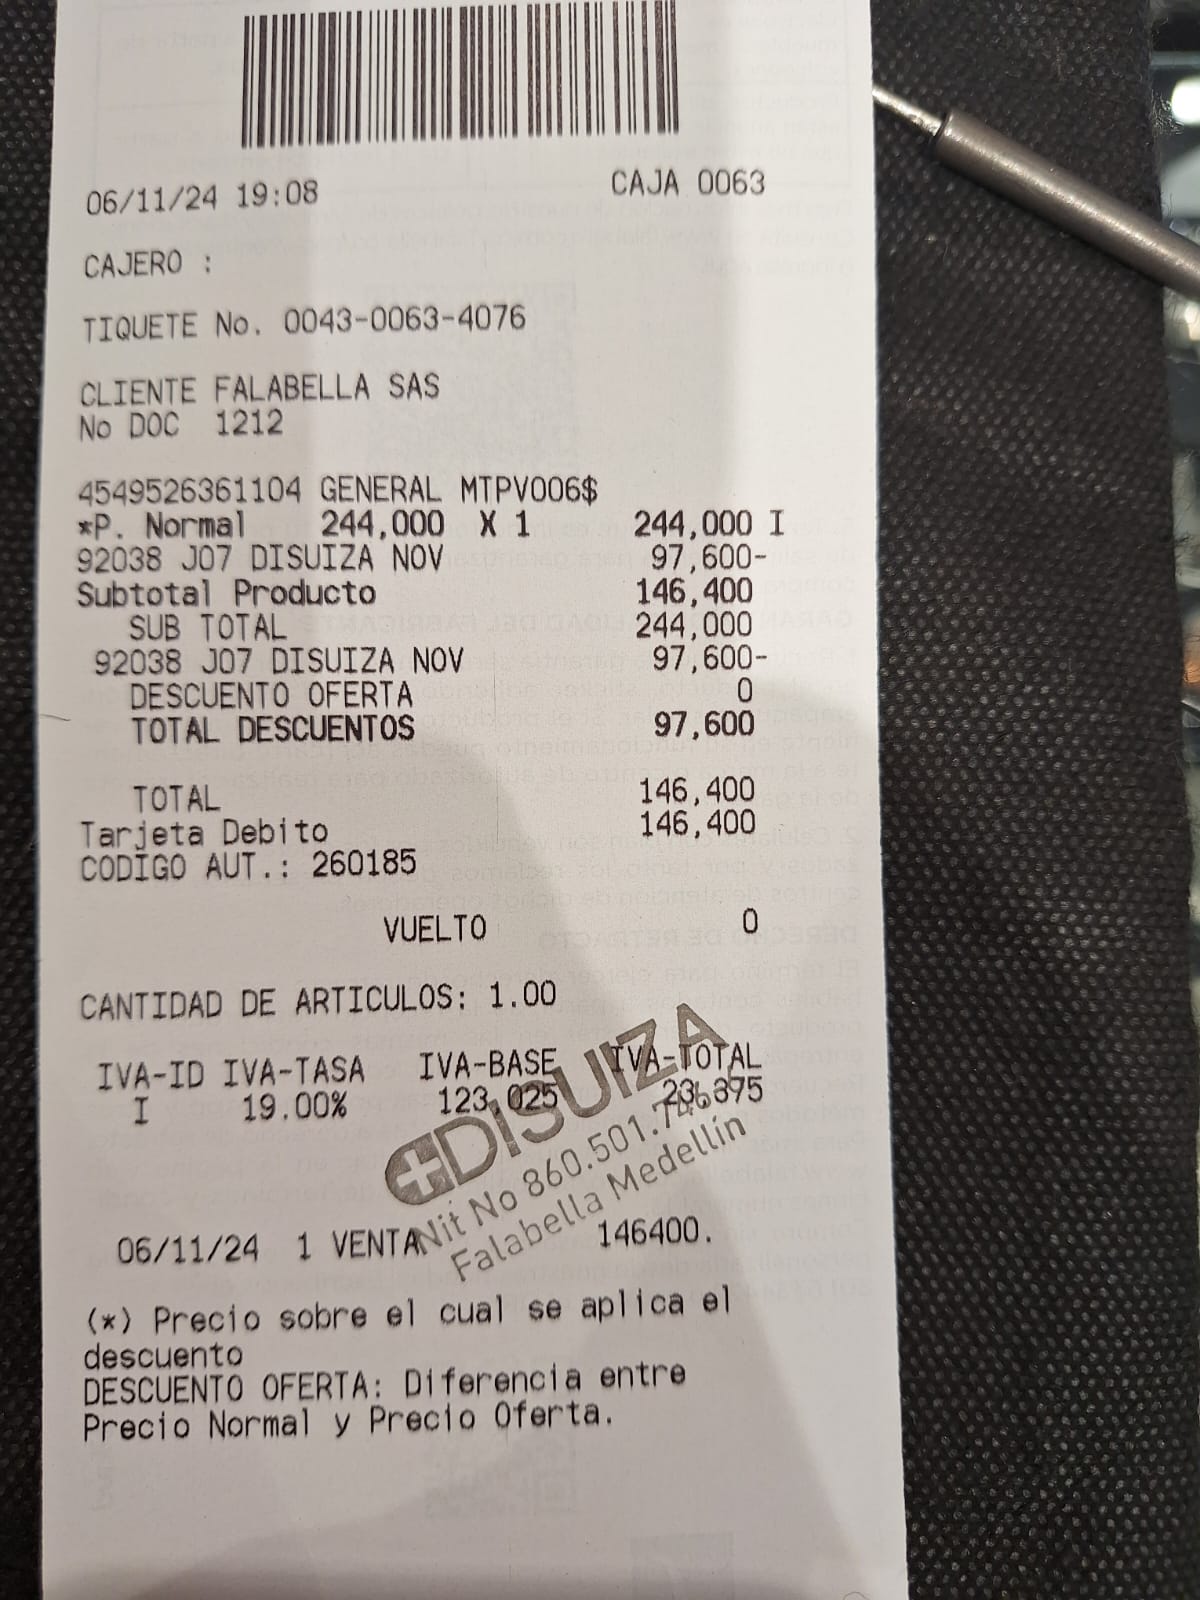 06/11/24 19:08 CAJA 0063
CAJERO :
TIQUETE No. 0043-0063-4076
CLIENTE FALABELLA SAS
No DOC 1212
4549526361104 GENERAL MTPV006$
*P. Normal 244,000 X 1 244,000 I
92038 J07 DISUIZA NOV 97,600-
Subtotal Producto 146,400
SUB TOTAL 244,000
92038 J07 DISUIZA NOV 97,600-
DESCUENTO OFERTA 0
TOTAL DESCUENTOS 97,600
TOTAL 146,400
Tarjeta Debito 146,400
CODIGO AUT.: 260185
VUELTO 0
CANTIDAD DE ARTICULOS: 1.00
IVA-ID IVA-TASA IVA-BASE IVA-TOTAL
I 19.00% 123,025 23,375
DISUIZA
Nit No 860.501.746
Falabella Medellín
06/11/24 1 VENTA 146400.
(*) Precio sobre el cual se aplica el
descuento
DESCUENTO OFERTA: Diferencia entre
Precio Normal y Precio Oferta.